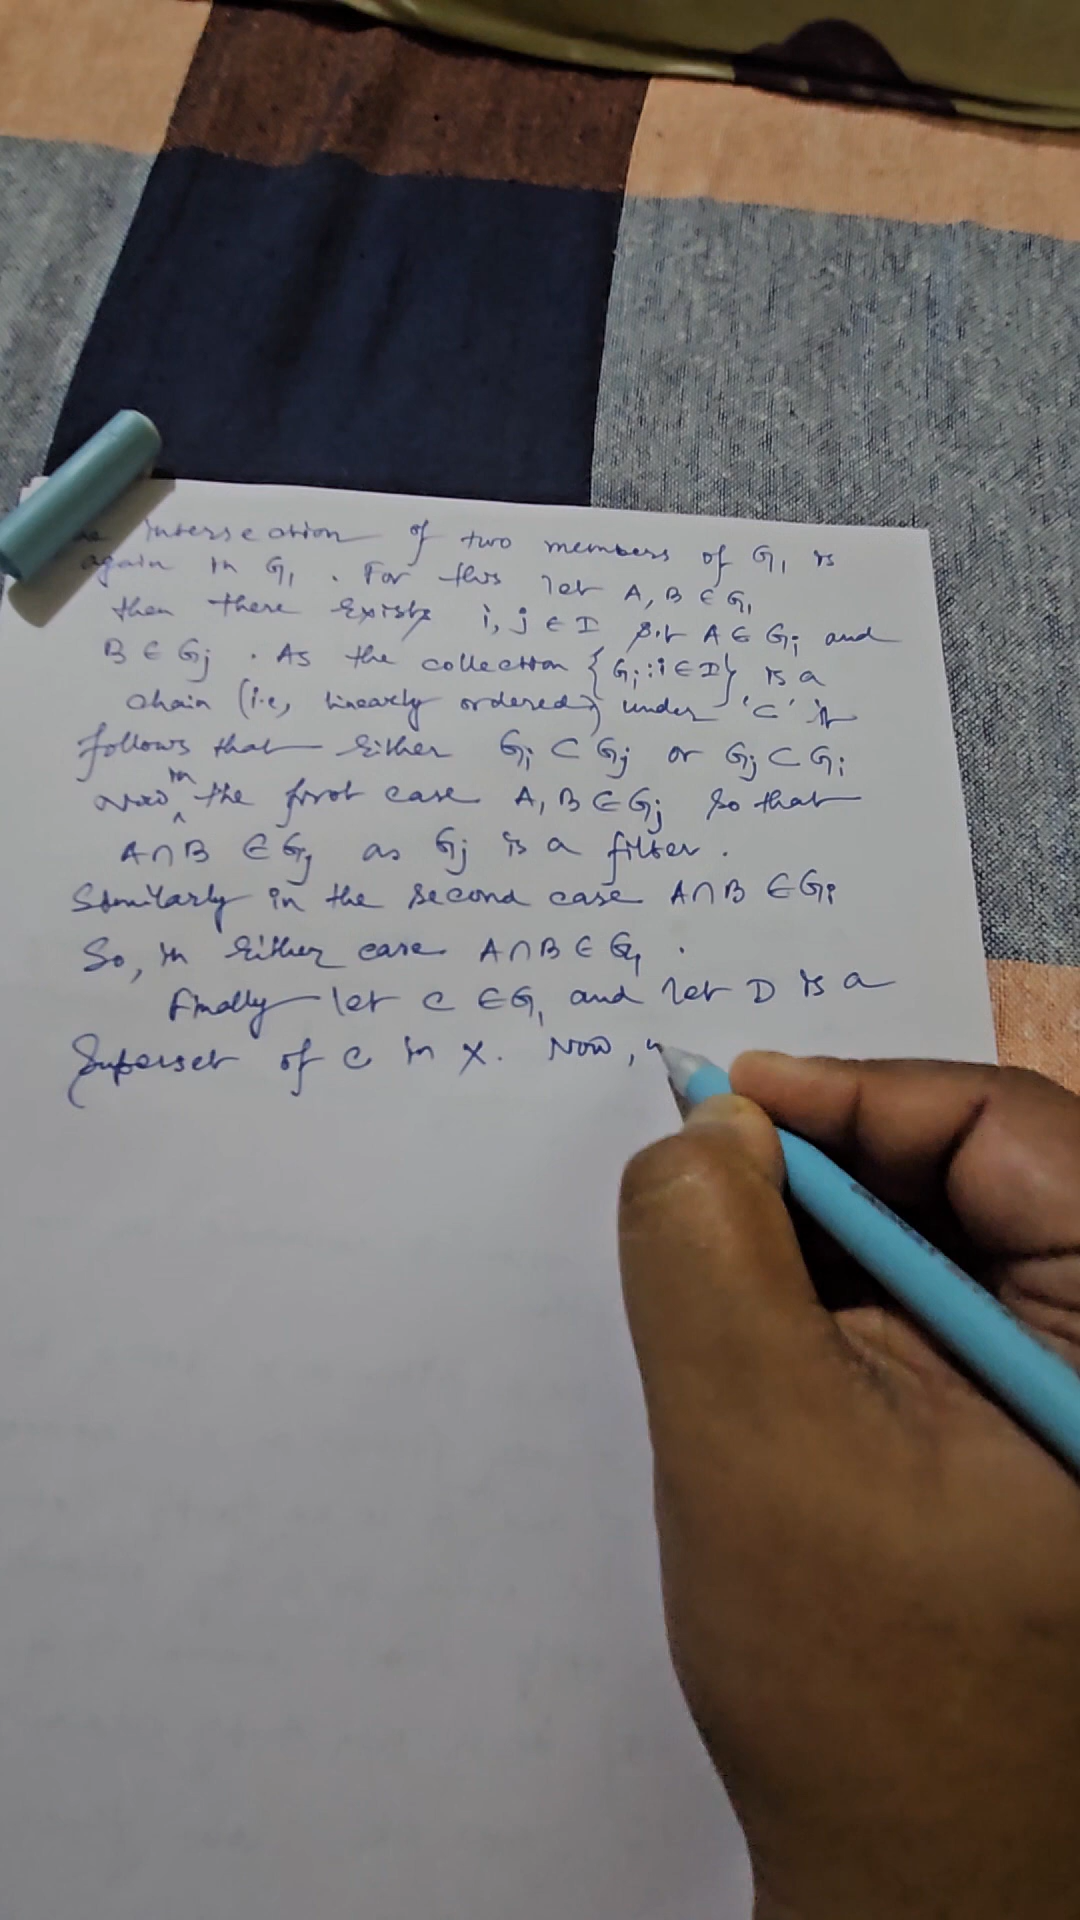 intersection of two members of G₁ is
again in G₁. For this let A, B ∈ G₁
then there exists i, j ∈ I s.t A ∈ Gᵢ and
B ∈ Gⱼ. As the collection {Gᵢ : i ∈ I} is a
chain (i.e, linearly ordered) under '⊂' it
follows that either Gᵢ ⊂ Gⱼ or Gⱼ ⊂ Gᵢ
Now in the first case A, B ∈ Gⱼ so that
A∩B ∈ Gⱼ as Gⱼ is a filter.
Similarly in the second case A∩B ∈ Gᵢ
So, in either case A∩B ∈ G₁.
Finally let C ∈ G₁ and let D is a
Superset of C in X. Now,